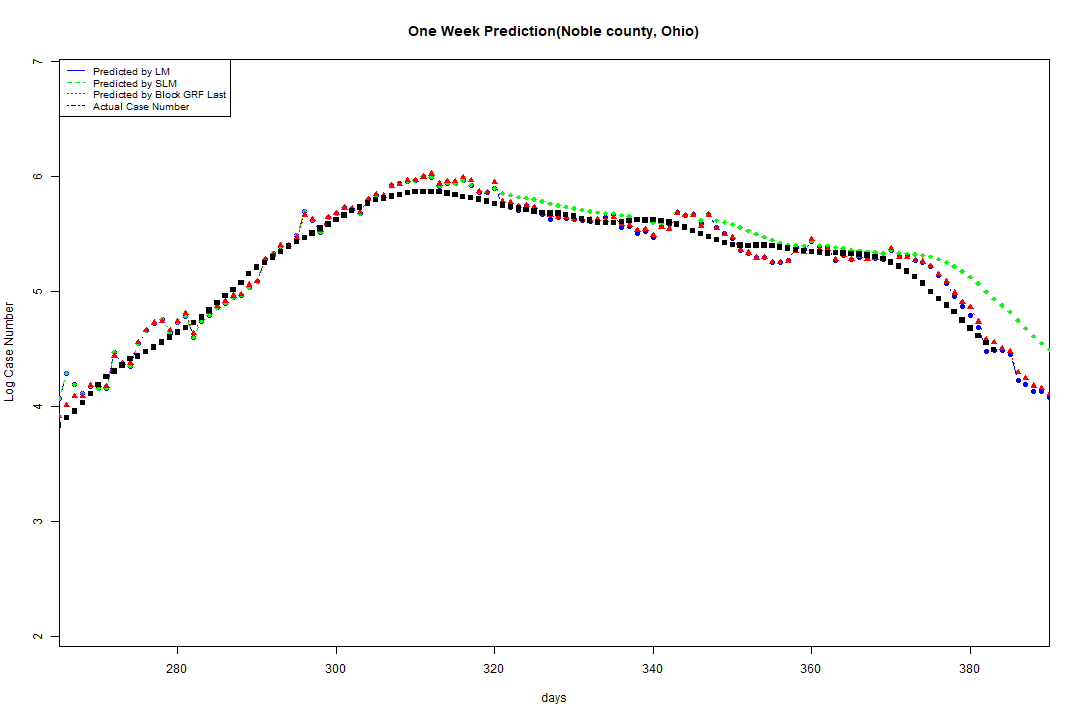 One Week Prediction(Noble county, Ohio)
7
6
5
4
3
2
Log Case Number
Predicted by LM
Predicted by SLM
Predicted by Block GRF Last
Actual Case Number
280 300 320 340 360 380
days